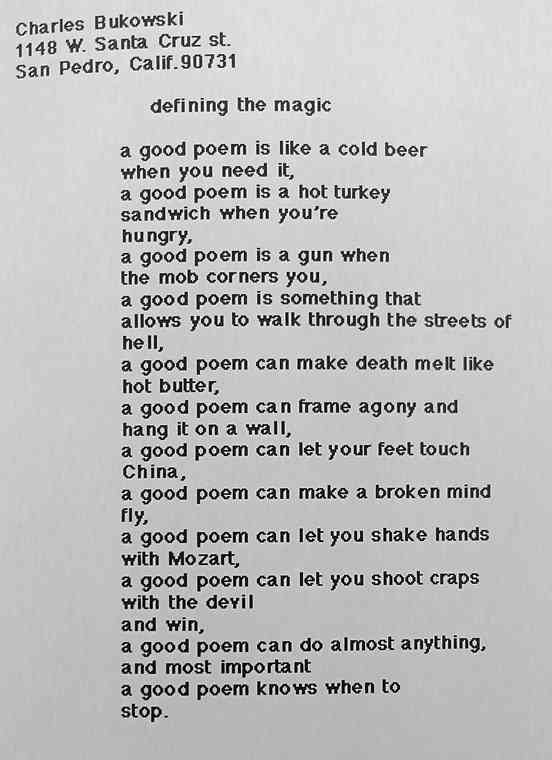 Charles Bukowski
1148 W. Santa Cruz st.
San Pedro, Calif.90731
defining the magic
a good poem is like a cold beer
when you need it,
a good poem is a hot turkey
sandwich when you're
hungry,
a good poem is a gun when
the mob corners you,
a good poem is something that
allows you to walk through the streets of
hell,
a good poem can make death melt like
hot butter,
a good poem can frame agony and
hang it on a wall,
a good poem can let your feet touch
China,
a good poem can make a broken mind
fly,
a good poem can let you shake hands
with Mozart,
a good poem can let you shoot craps
with the devil
and win,
a good poem can do almost anything,
and most important
a good poem knows when to
stop.